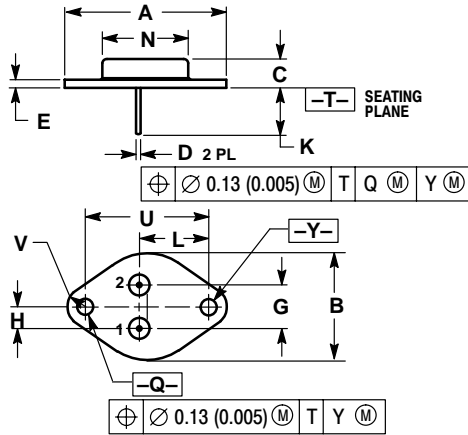 A
N
C
E
–T– SEATING
PLANE
K
D 2 PL
⌖ ∅ 0.13 (0.005) Ⓜ T Q Ⓜ Y Ⓜ
U
V
L
–Y–
2
G
B
H
1
–Q–
⌖ ∅ 0.13 (0.005) Ⓜ T Y Ⓜ